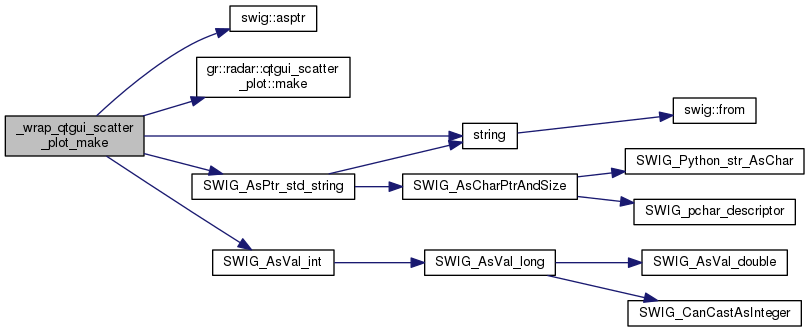 swig::asptr
gr::radar::qtgui_scatter
_plot::make
_wrap_qtgui_scatter
_plot_make
string
swig::from
SWIG_AsPtr_std_string
SWIG_AsCharPtrAndSize
SWIG_Python_str_AsChar
SWIG_pchar_descriptor
SWIG_AsVal_int
SWIG_AsVal_long
SWIG_AsVal_double
SWIG_CanCastAsInteger